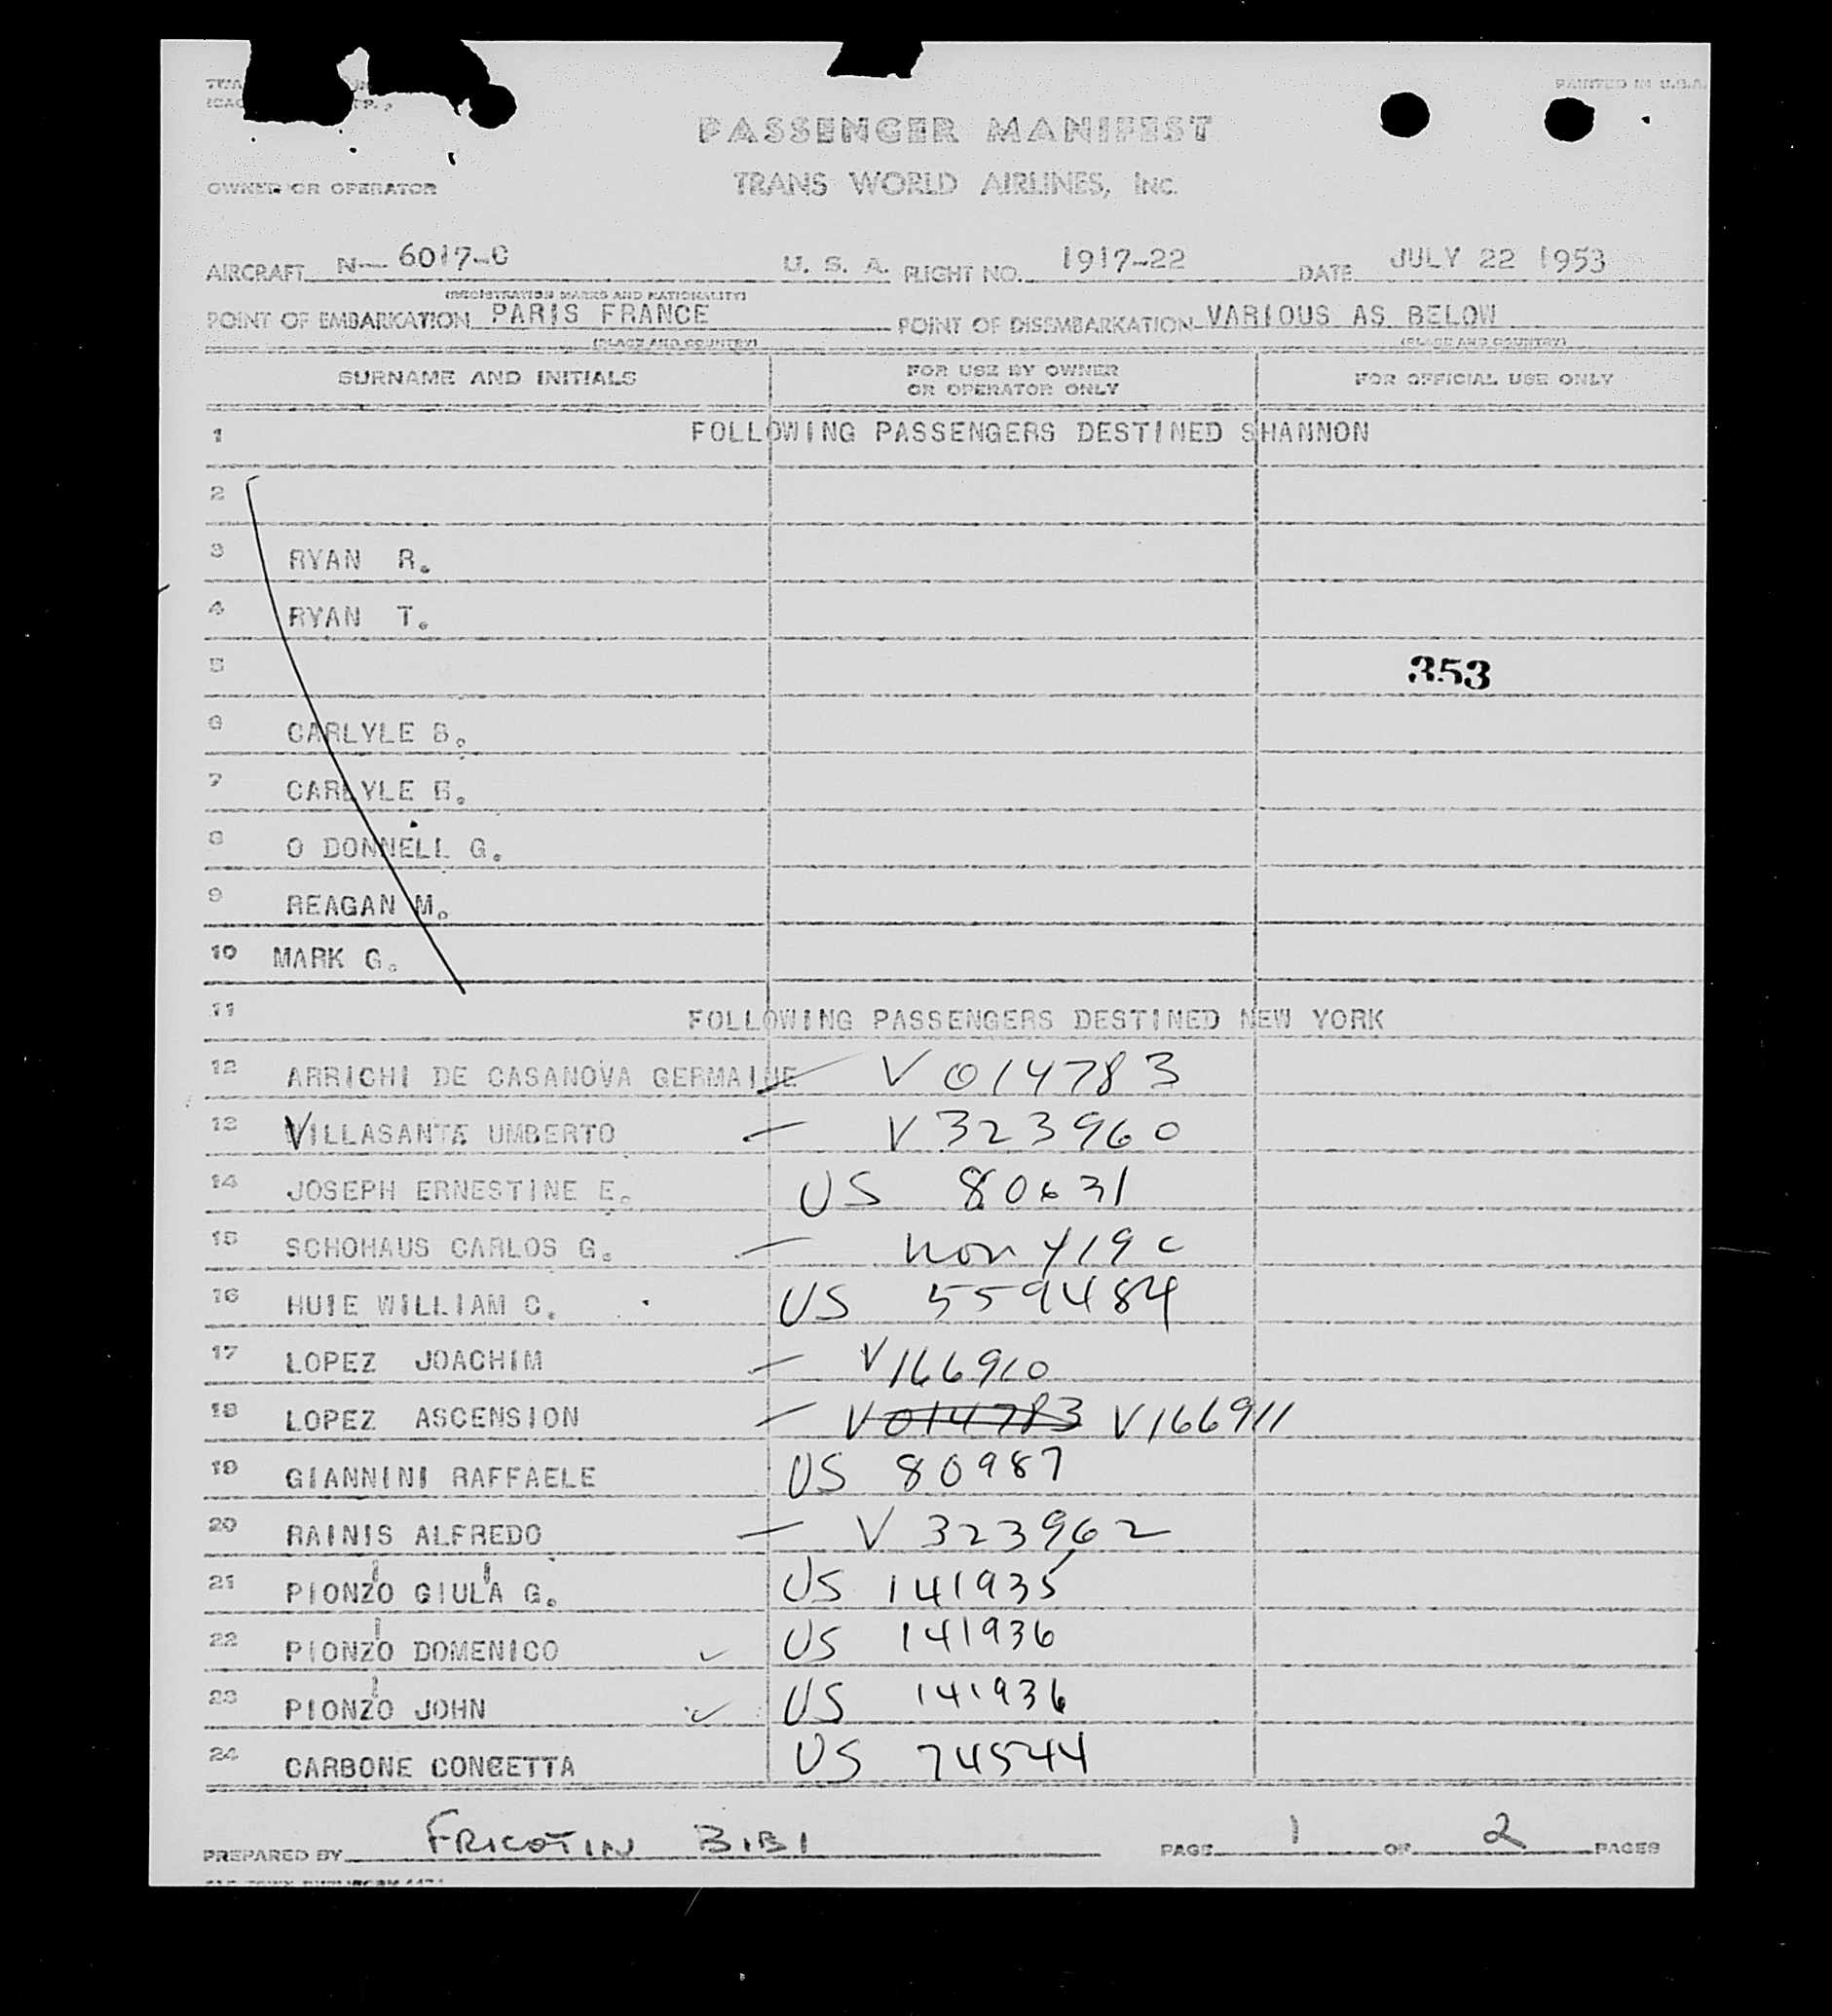 PRINTED IN U.S.A.
PASSENGER MANIFEST
OWNER OR OPERATOR TRANS WORLD AIRLINES, INC.
AIRCRAFT N- 6017-C U. S. A. FLIGHT NO. 1917-22 DATE JULY 22 1953
(REGISTRATION MARKS AND NATIONALITY)
POINT OF EMBARKATION PARIS FRANCE POINT OF DISEMBARKATION VARIOUS AS BELOW
(PLACE AND COUNTRY) (PLACE AND COUNTRY)
SURNAME AND INITIALS FOR USE BY OWNER OR OPERATOR ONLY FOR OFFICIAL USE ONLY
1 FOLLOWING PASSENGERS DESTINED SHANNON
2
3 RYAN R.
4 RYAN T.
5 353
6 CARLYLE B.
7 CARLYLE
8 O DONNELL G.
9 REAGAN M.
10 MARK G.
11 FOLLOWING PASSENGERS DESTINED NEW YORK
12 ARRICHI DE CASANOVA GERMAINE V 014783
13 VILLASANTE UMBERTO V 323960
14 JOSEPH ERNESTINE E. US 80631
15 SCHOHAUS CARLOS G.
16 HUIE WILLIAM C. US 559484
17 LOPEZ JOACHIM V166910
18 LOPEZ ASCENSION V014783 V166911
19 GIANNINI RAFFAELE US 80987
20 RAINIS ALFREDO V 323962
21 PIONZO GIULA G. US 141935
22 PIONZO DOMENICO US 141936
23 PIONZO JOHN US 141936
24 CARBONE CONCETTA US 74544
PREPARED BY FRICOTIN BIBI PAGE 1 OF 2 PAGES